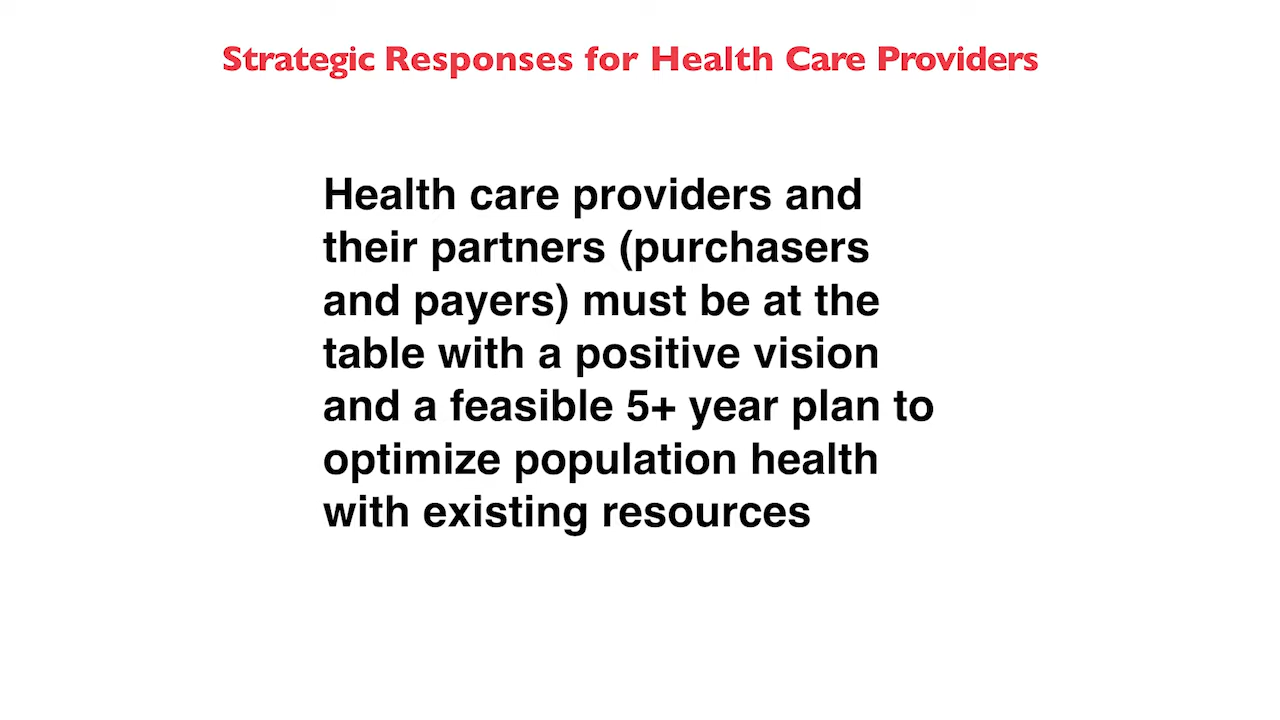 Strategic Responses for Health Care Providers
Health care providers and
their partners (purchasers
and payers) must be at the
table with a positive vision
and a feasible 5+ year plan to
optimize population health
with existing resources